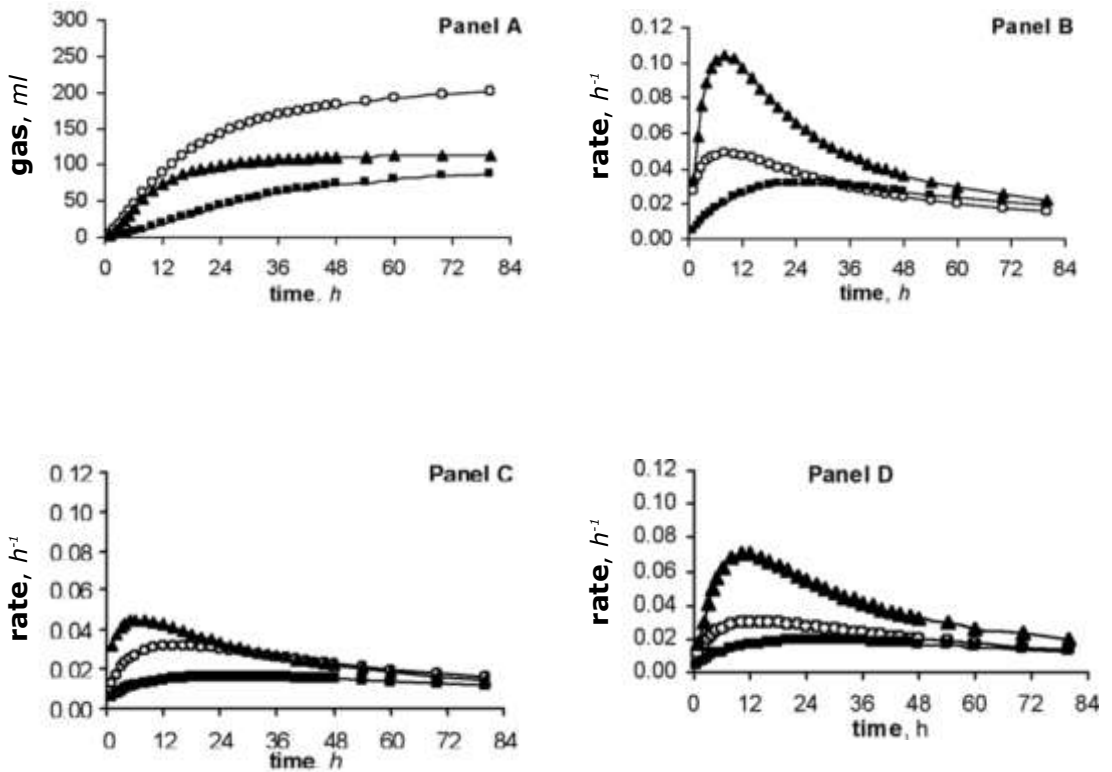 Panel A
gas, ml
300
250
200
150
100
50
0
0 12 24 36 48 60 72 84
time. h
Panel B
rate, h-1
0.12
0.10
0.08
0.06
0.04
0.02
0.00
0 12 24 36 48 60 72 84
time, h
Panel C
rate, h-1
0.12
0.10
0.08
0.06
0.04
0.02
0.00
0 12 24 36 48 60 72 84
time. h
Panel D
rate, h-1
0.12
0.10
0.08
0.06
0.04
0.02
0.00
0 12 24 36 48 60 72 84
time, h